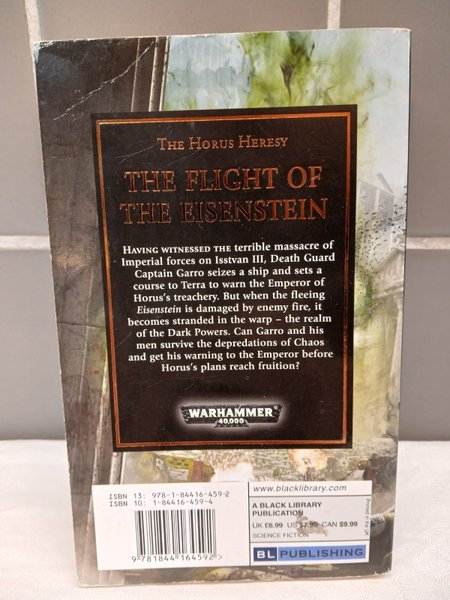 THE HORUS HERESY
THE FLIGHT OF
THE EISENSTEIN
HAVING WITNESSED THE terrible massacre of
Imperial forces on Isstvan III, Death Guard
Captain Garro seizes a ship and sets a
course to Terra to warn the Emperor of
Horus's treachery. But when the fleeing
Eisenstein is damaged by enemy fire, it
becomes stranded in the warp – the realm
of the Dark Powers. Can Garro and his
men survive the depredations of Chaos
and get his warning to the Emperor before
Horus's plans reach fruition?
WARHAMMER
40,000
ISBN 13: 978-1-84416-459-2
ISBN 10: 1-84416-459-4
9 781844 164592 >
www.blacklibrary.com
A BLACK LIBRARY
PUBLICATION
UK £6.99 US $7.99 CAN $9.99
SCIENCE FICTION
BL PUBLISHING
Printed in the UK